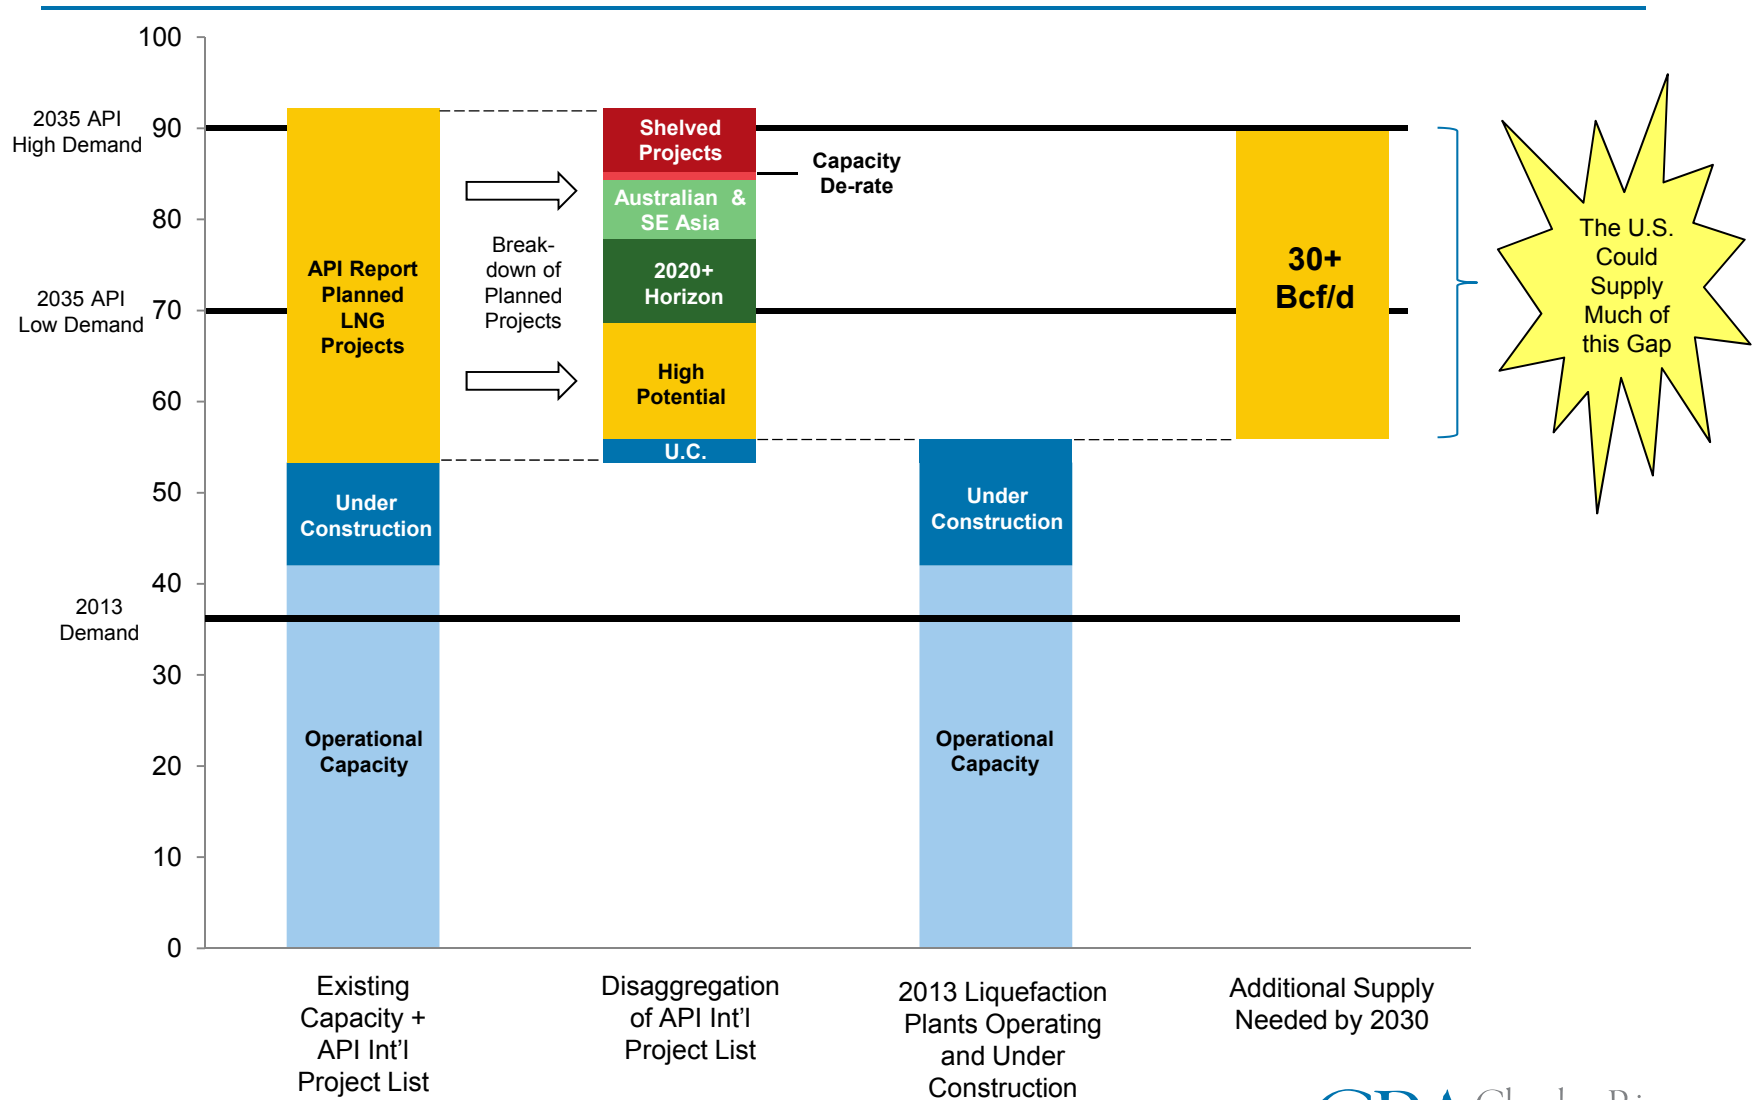 100
90
80
70
60
50
40
30
20
10
0
2035 API
High Demand
2035 API
Low Demand
2013
Demand
API Report
Planned
LNG
Projects
Under
Construction
Operational
Capacity
Break-
down of
Planned
Projects
Shelved
Projects
Capacity
De-rate
Australian &
SE Asia
2020+
Horizon
High
Potential
U.C.
Under
Construction
Operational
Capacity
30+
Bcf/d
The U.S.
Could
Supply
Much of
this Gap
Existing
Capacity +
API Int'l
Project List
Disaggregation
of API Int'l
Project List
2013 Liquefaction
Plants Operating
and Under
Construction
Additional Supply
Needed by 2030